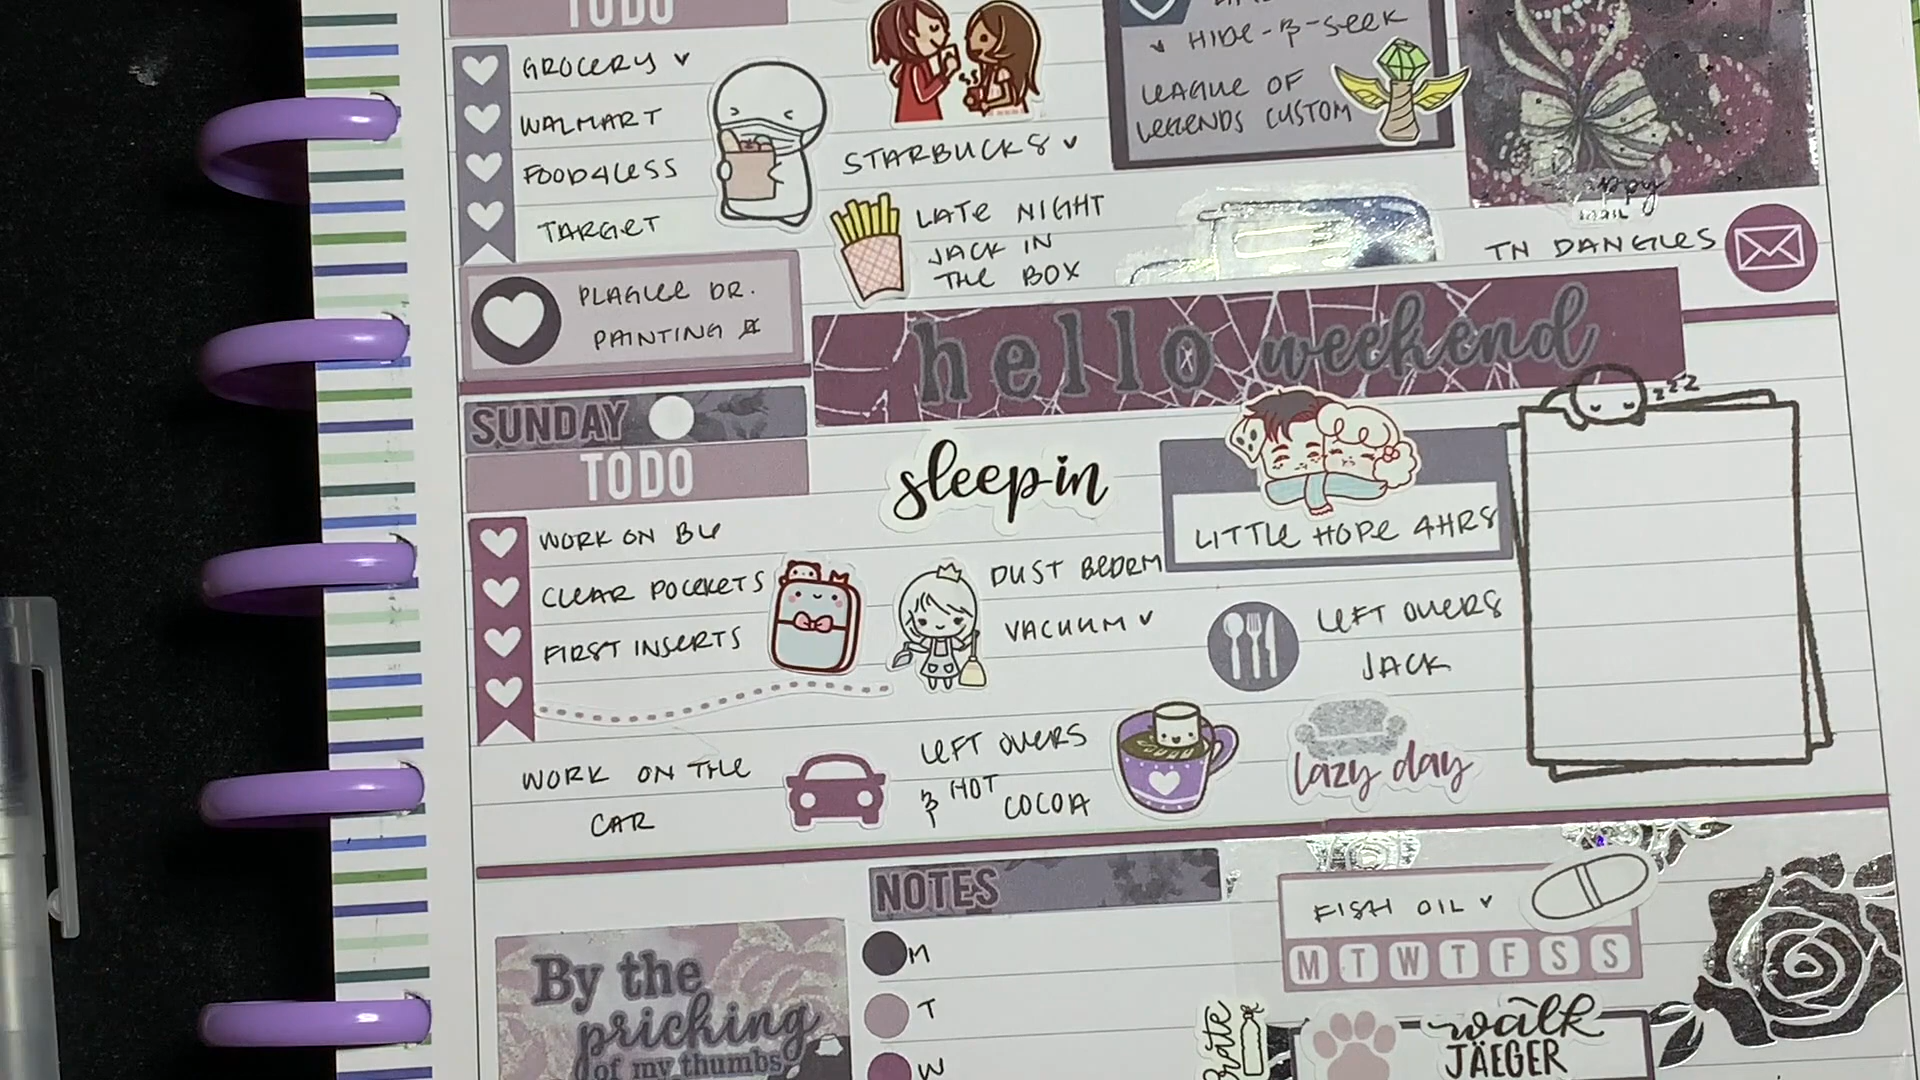 TODO
GROCERY
WALMART
FOOD4LESS
TARGET
STARBUCKS
LATE NIGHT
JACK IN
THE BOX
HIDE-&-SEEK
LEAGUE OF
LEGENDS CUSTOM
TN DANGLES
PLAGUE DR.
PAINTING
hello weekend
SUNDAY
TODO
WORK ON BU
CLEAR POCKETS
FIRST INSERTS
WORK ON THE
CAR
sleep in
DUST BEDRM
VACUUM
LEFT OVERS
& HOT COCOA
LITTLE HOPE 4HRS
LEFT OVERS
JACK
lazy day
zzz
By the
pricking
of my thumbs
NOTES
M
T
W
FISH OIL
M T W T F S S
walk
JÄEGER